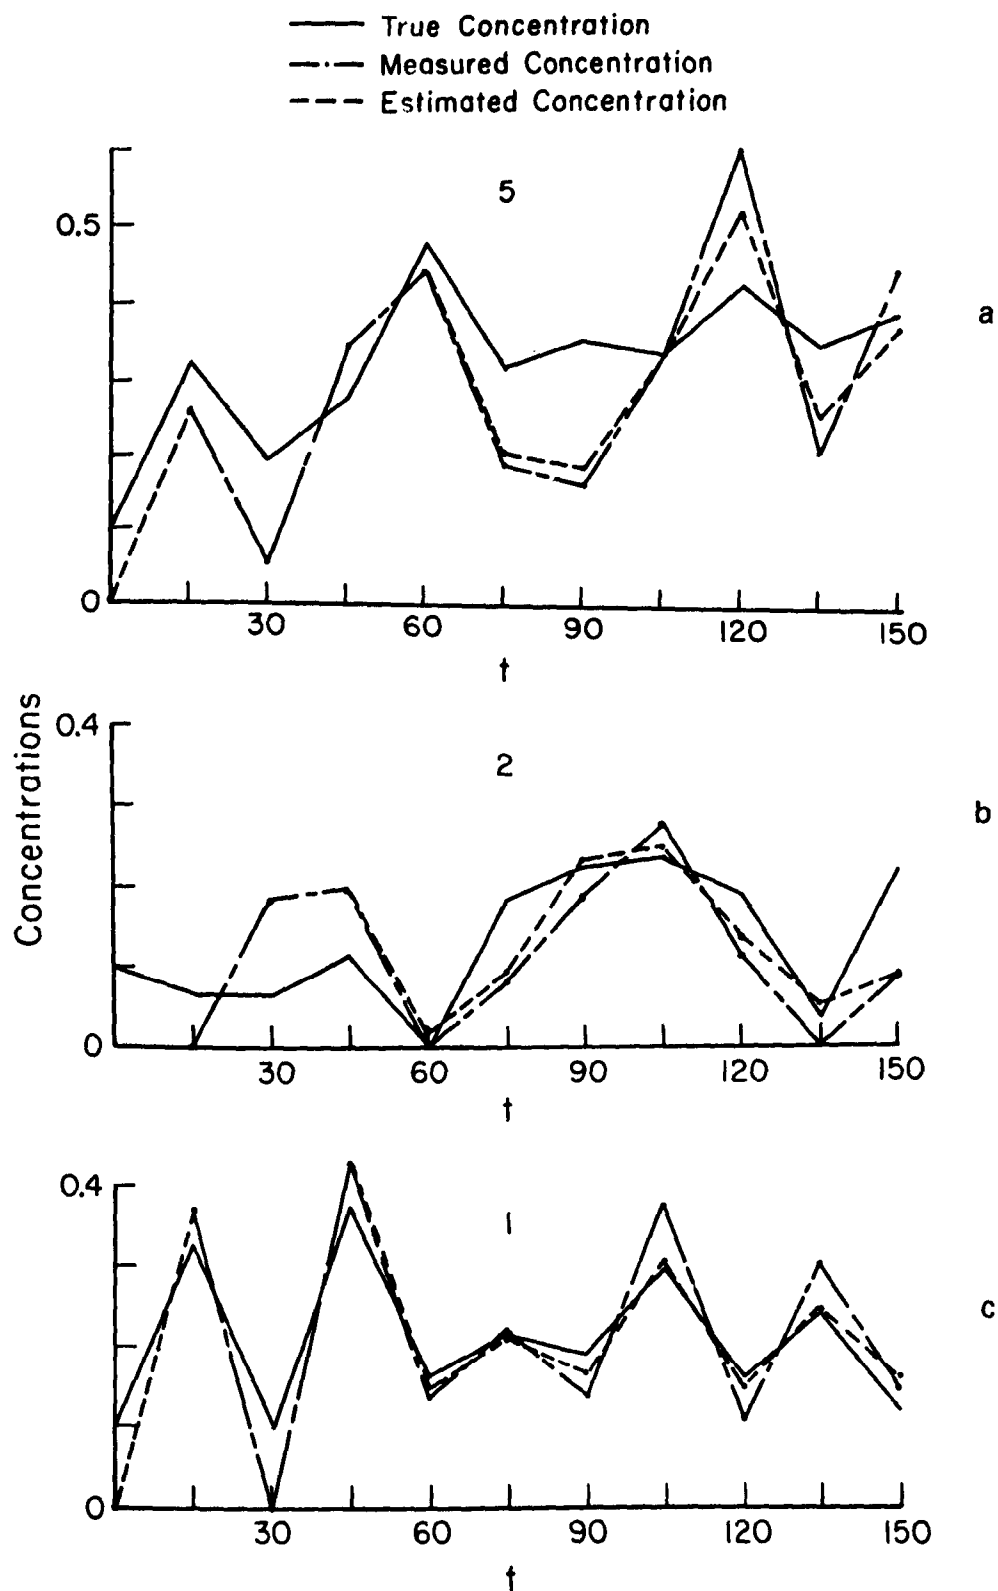 True Concentration
Measured Concentration
Estimated Concentration
5
0.5
a
0
30 60 90 120 150
t
Concentrations
0.4
2
b
0
30 60 90 120 150
t
0.4
1
c
0
30 60 90 120 150
t